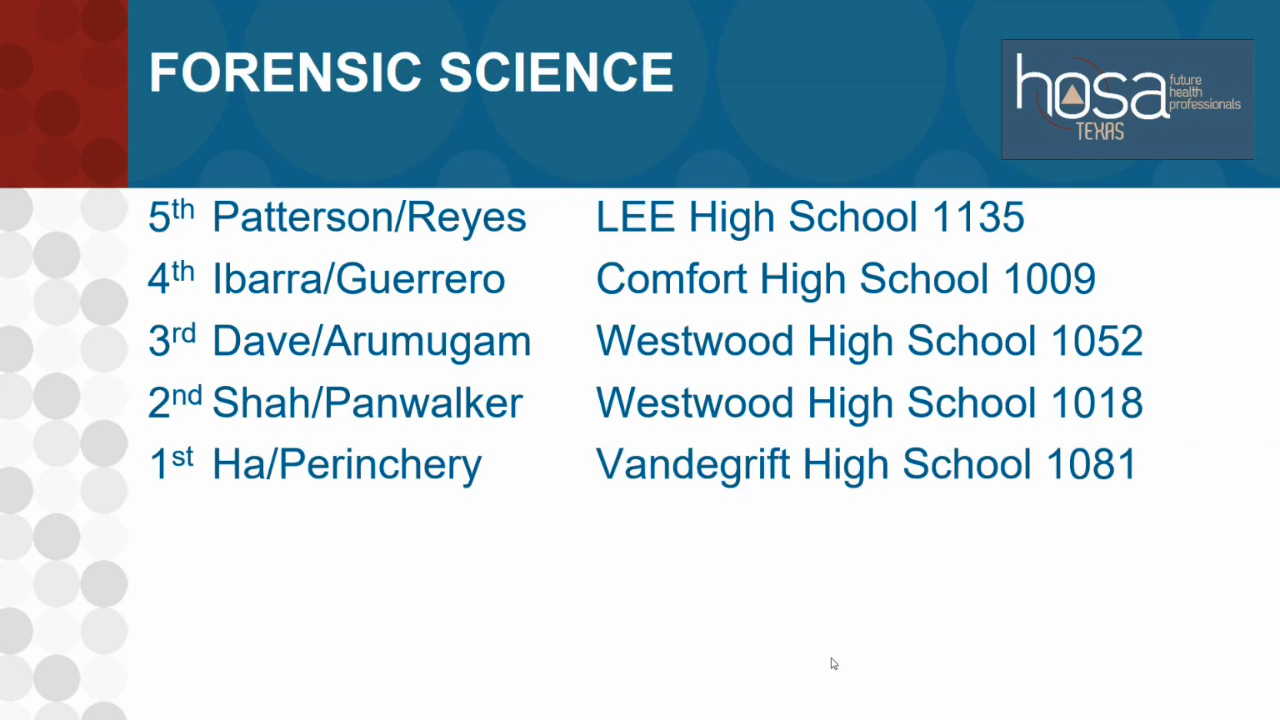 FORENSIC SCIENCE
hosa future health professionals
TEXAS
5th Patterson/Reyes LEE High School 1135
4th Ibarra/Guerrero Comfort High School 1009
3rd Dave/Arumugam Westwood High School 1052
2nd Shah/Panwalker Westwood High School 1018
1st Ha/Perinchery Vandegrift High School 1081